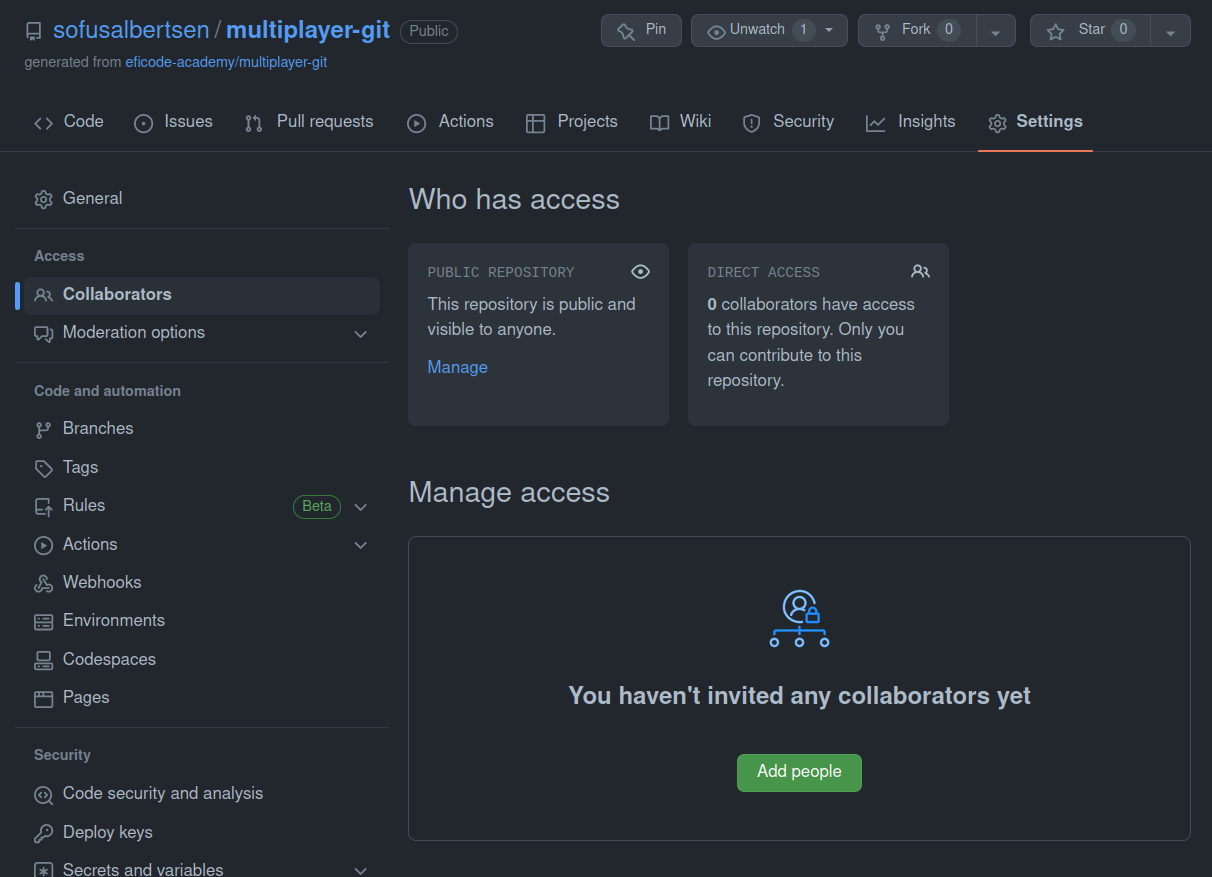 sofusalbertsen / multiplayer-git Public Pin Unwatch 1 Fork 0 Star 0
generated from eficode-academy/multiplayer-git
Code Issues Pull requests Actions Projects Wiki Security Insights Settings
General
Access
Collaborators
Moderation options
Code and automation
Branches
Tags
Rules Beta
Actions
Webhooks
Environments
Codespaces
Pages
Security
Code security and analysis
Deploy keys
Secrets and variables
Who has access
PUBLIC REPOSITORY
This repository is public and
visible to anyone.
Manage
DIRECT ACCESS
0 collaborators have access
to this repository. Only you
can contribute to this
repository.
Manage access
You haven't invited any collaborators yet
Add people